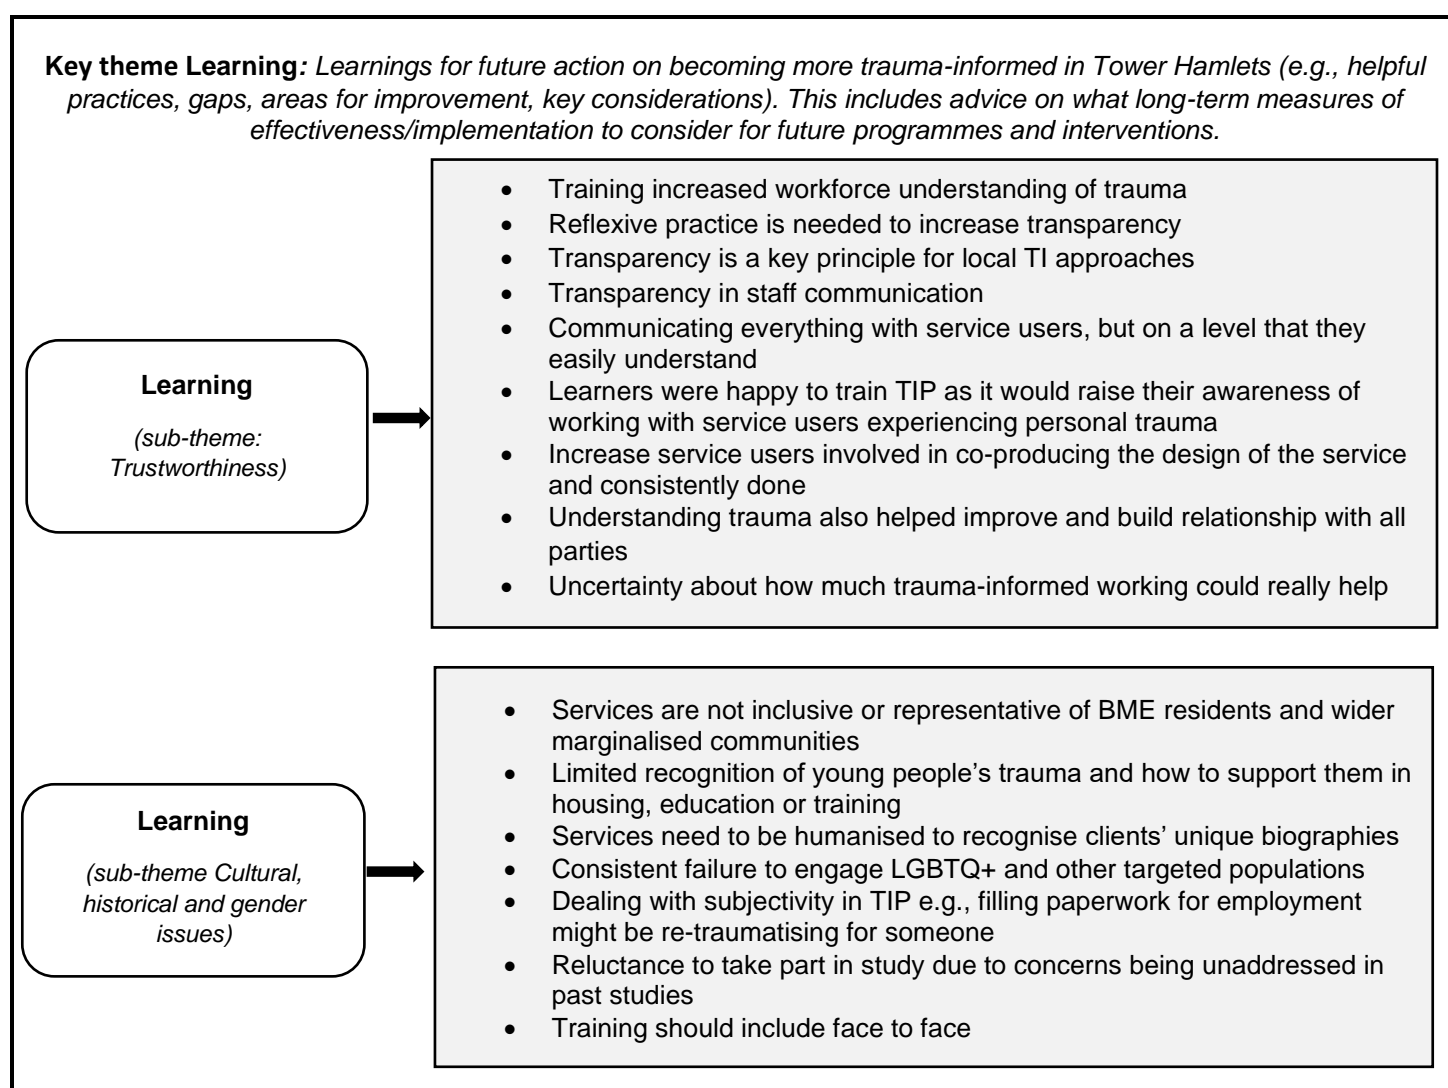 Key theme Learning: Learnings for future action on becoming more trauma-informed in Tower Hamlets (e.g., helpful
practices, gaps, areas for improvement, key considerations). This includes advice on what long-term measures of
effectiveness/implementation to consider for future programmes and interventions.
Learning
(sub-theme:
Trustworthiness)
• Training increased workforce understanding of trauma
• Reflexive practice is needed to increase transparency
• Transparency is a key principle for local TI approaches
• Transparency in staff communication
• Communicating everything with service users, but on a level that they
easily understand
• Learners were happy to train TIP as it would raise their awareness of
working with service users experiencing personal trauma
• Increase service users involved in co-producing the design of the service
and consistently done
• Understanding trauma also helped improve and build relationship with all
parties
• Uncertainty about how much trauma-informed working could really help
Learning
(sub-theme Cultural,
historical and gender
issues)
• Services are not inclusive or representative of BME residents and wider
marginalised communities
• Limited recognition of young people’s trauma and how to support them in
housing, education or training
• Services need to be humanised to recognise clients’ unique biographies
• Consistent failure to engage LGBTQ+ and other targeted populations
• Dealing with subjectivity in TIP e.g., filling paperwork for employment
might be re-traumatising for someone
• Reluctance to take part in study due to concerns being unaddressed in
past studies
• Training should include face to face